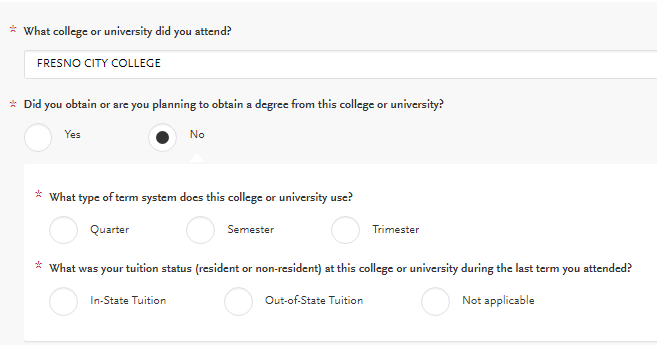 * What college or university did you attend?
FRESNO CITY COLLEGE
* Did you obtain or are you planning to obtain a degree from this college or university?
Yes No
* What type of term system does this college or university use?
Quarter Semester Trimester
* What was your tuition status (resident or non-resident) at this college or university during the last term you attended?
In-State Tuition Out-of-State Tuition Not applicable